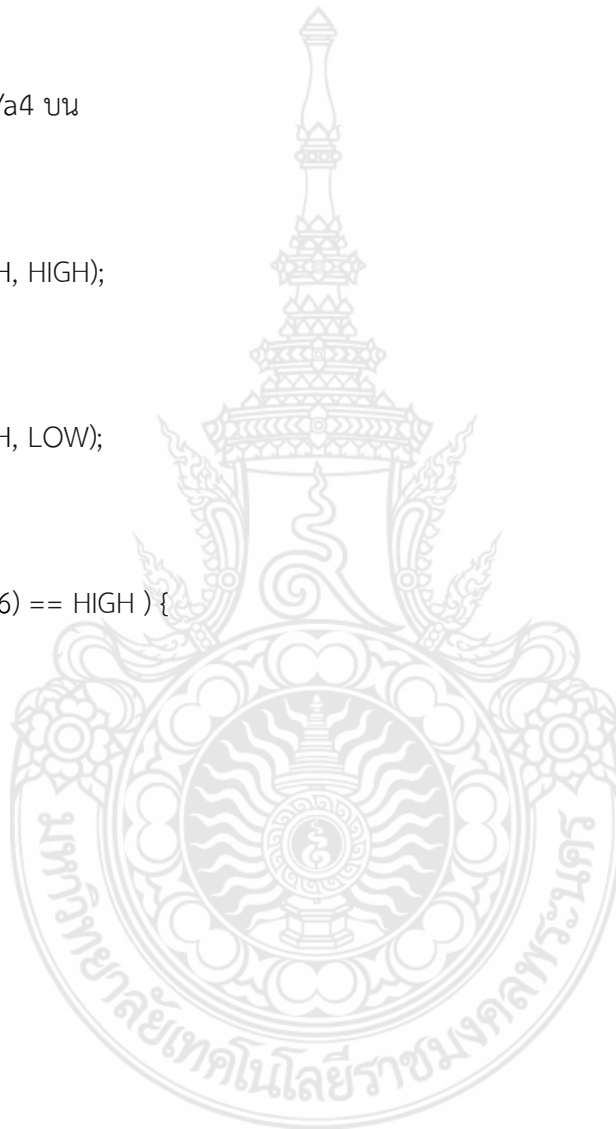 /a4 บน
H, HIGH);
H, LOW);
6) == HIGH ) {
มหาวิทยาลัยเทคโนโลยีราชมงคลพระนคร